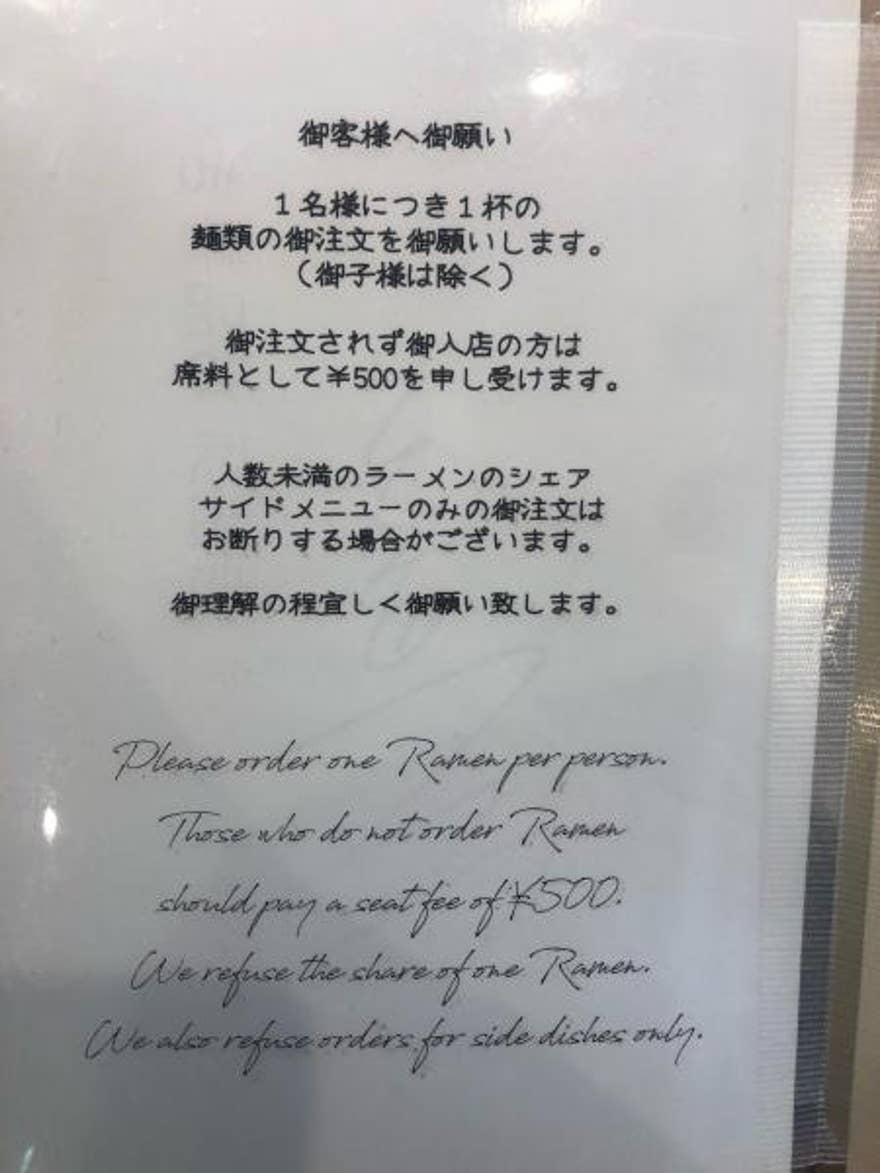 御客様へ御願い
１名様につき１杯の
麺類の御注文を御願いします。
（御子様は除く）
御注文されず御入店の方は
席料として¥500を申し受けます。
人数未満のラーメンのシェア
サイドメニューのみの御注文は
お断りする場合がございます。
御理解の程宜しく御願い致します。
Please order one Ramen per person.
Those who do not order Ramen
should pay a seat fee of ¥500.
We refuse the share of one Ramen.
We also refuse orders for side dishes only.